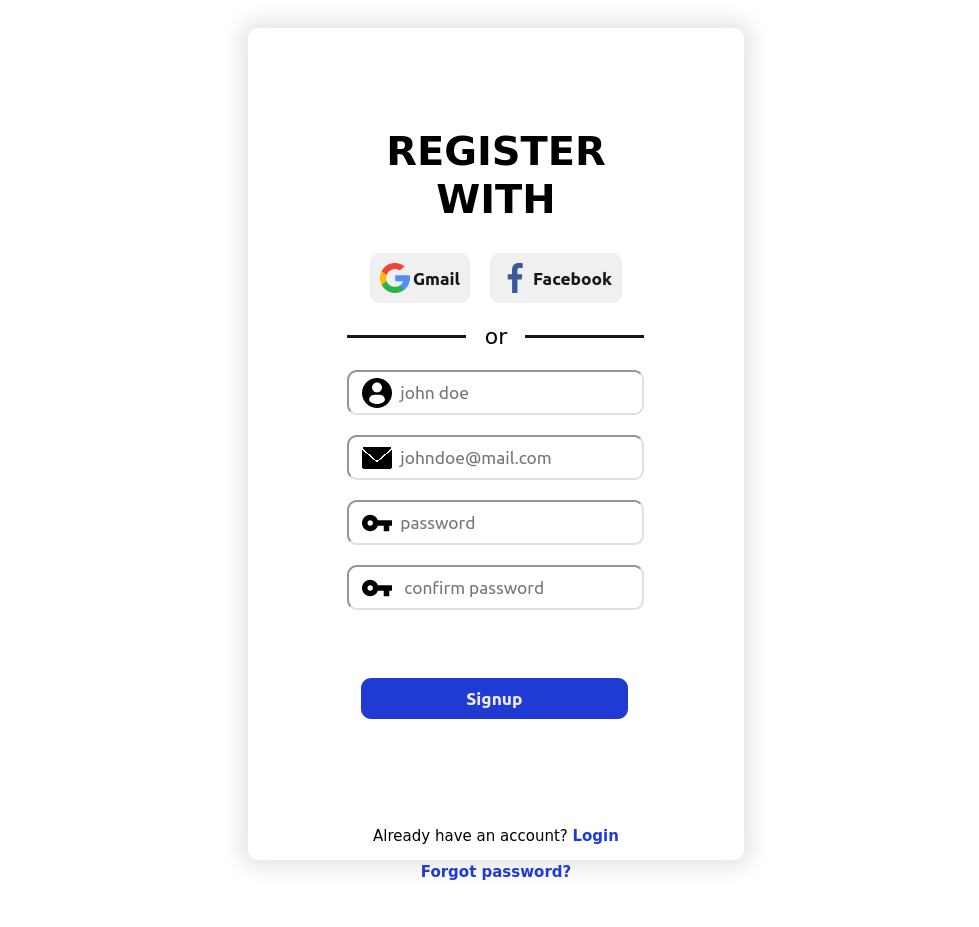 REGISTER
WITH
Gmail Facebook
or
john doe
johndoe@mail.com
password
confirm password
Signup
Already have an account? Login
Forgot password?